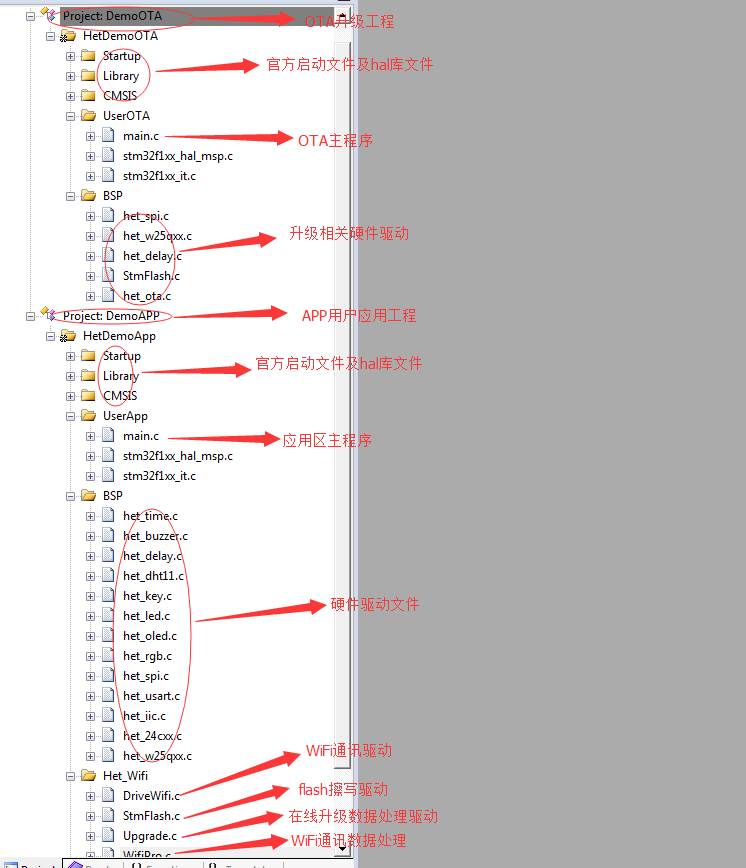 Project: DemoOTA OTA升级工程
HetDemoOTA
Startup
官方启动文件及hal库文件
Library
CMSIS
UserOTA
main.c OTA主程序
stm32f1xx_hal_msp.c
stm32f1xx_it.c
BSP
het_spi.c
het_w25qxx.c 升级相关硬件驱动
het_delay.c
StmFlash.c
het_ota.c
Project: DemoAPP APP用户应用工程
HetDemoApp
Startup
官方启动文件及hal库文件
Library
CMSIS
UserApp
main.c 应用区主程序
stm32f1xx_hal_msp.c
stm32f1xx_it.c
BSP
het_time.c
het_buzzer.c
het_delay.c
het_dht11.c
het_key.c
硬件驱动文件
het_led.c
het_oled.c
het_rgb.c
het_spi.c
het_usart.c
het_iic.c
het_24cxx.c
het_w25qxx.c
WiFi通讯驱动
Het_Wifi
DriveWifi.c flash擦写驱动
StmFlash.c 在线升级数据处理驱动
Upgrade.c WiFi通讯数据处理
WifiPro.c